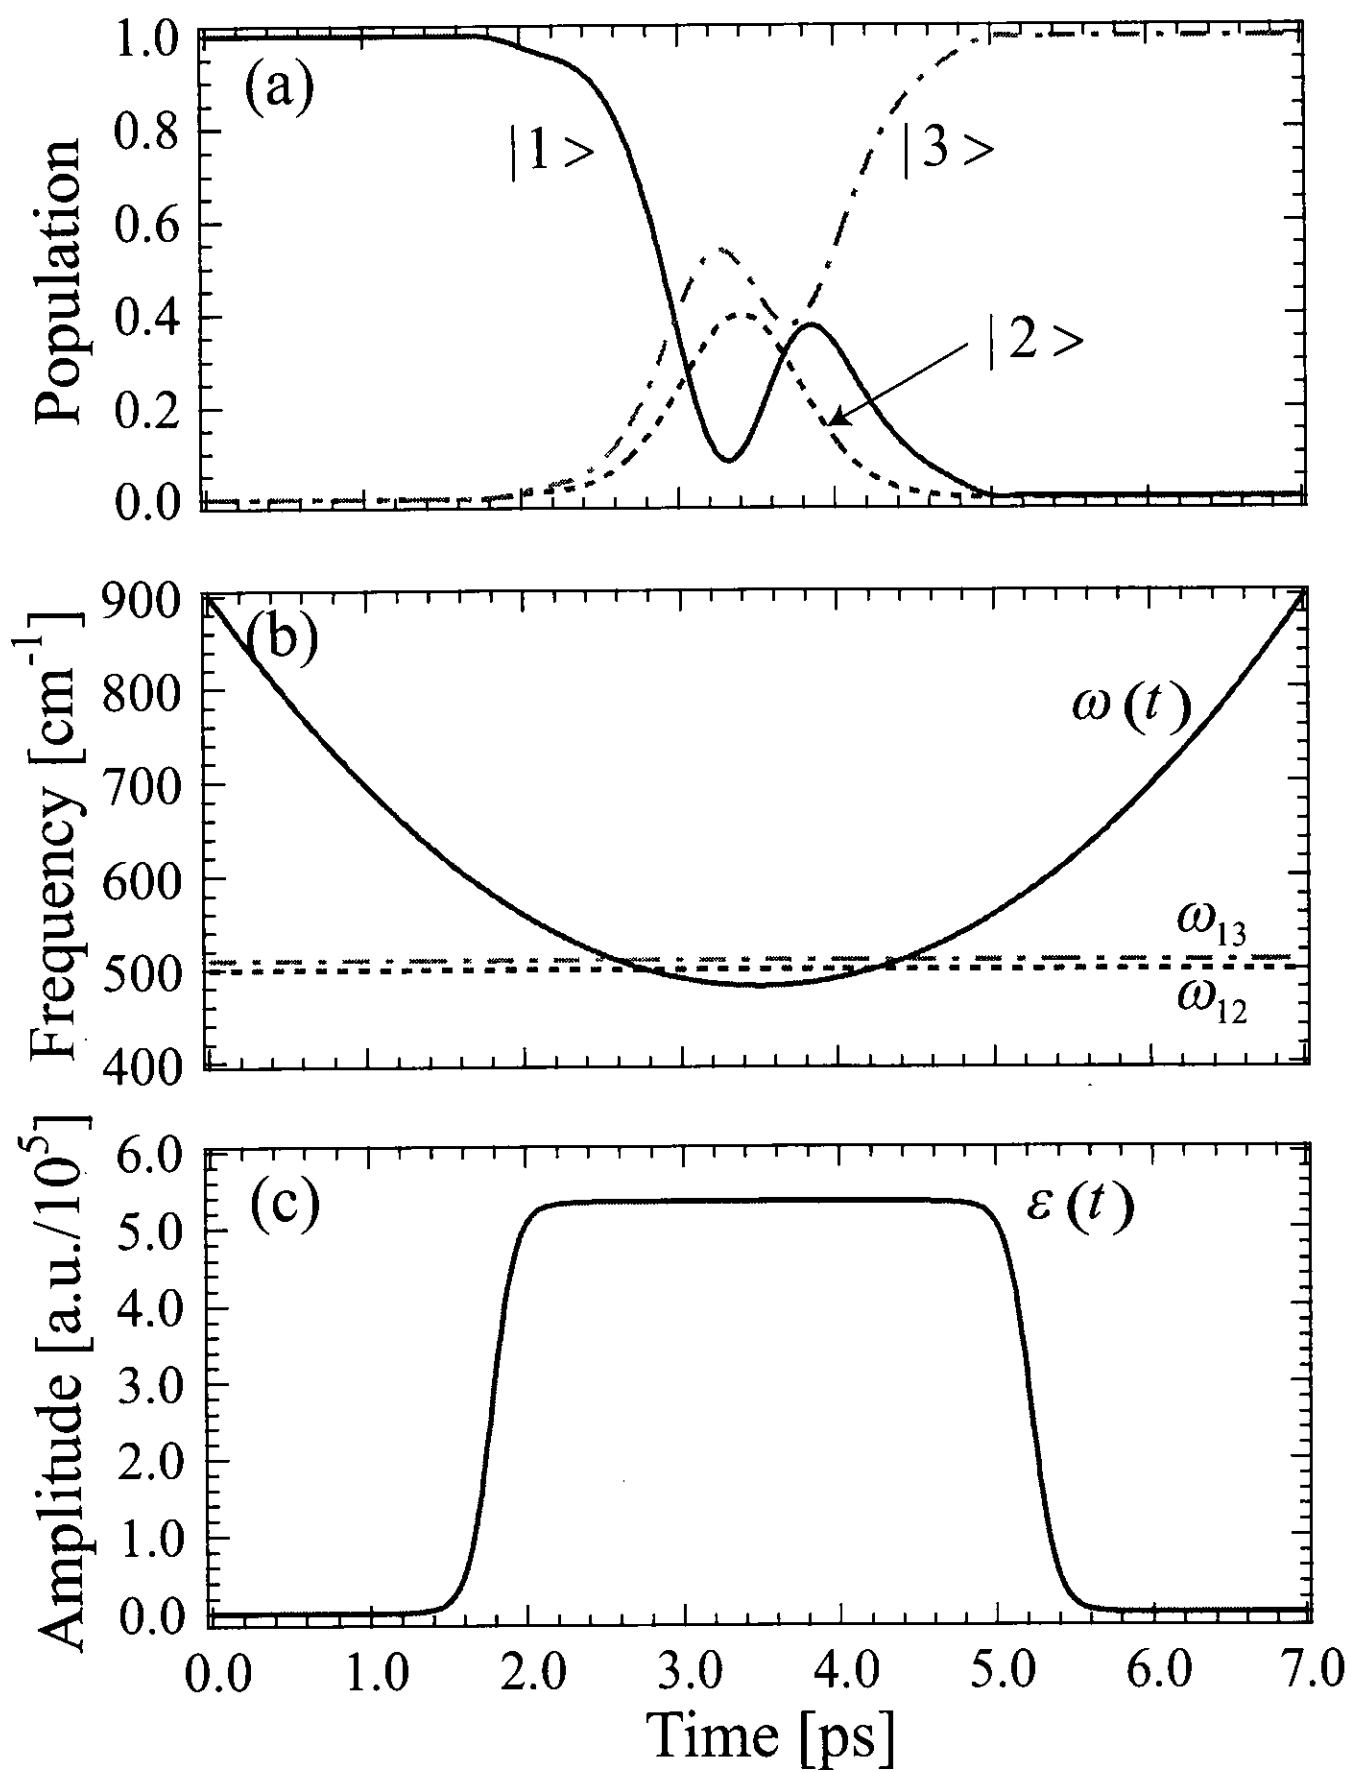 1.0
(a)
0.8
|1>
|3>
Population
0.6
0.4
|2>
0.2
0.0
900
(b)
800
ω(t)
Frequency [cm⁻¹]
700
600
ω₁₃
500
ω₁₂
400
6.0
(c)
ε(t)
5.0
Amplitude [a.u./10⁵]
4.0
3.0
2.0
1.0
0.0
0.0 1.0 2.0 3.0 4.0 5.0 6.0 7.0
Time [ps]